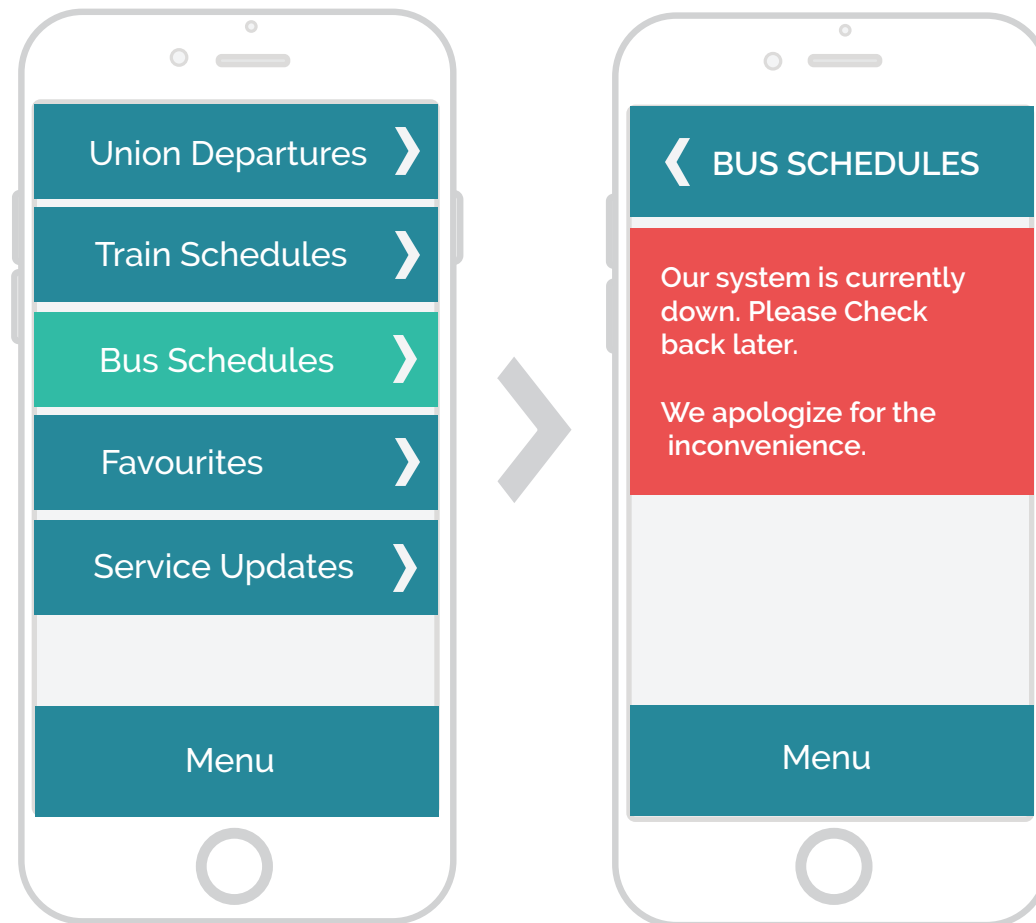 Union Departures
Train Schedules
Bus Schedules
Favourites
Service Updates
Menu
BUS SCHEDULES
Our system is currently
down. Please Check
back later.
We apologize for the
inconvenience.
Menu